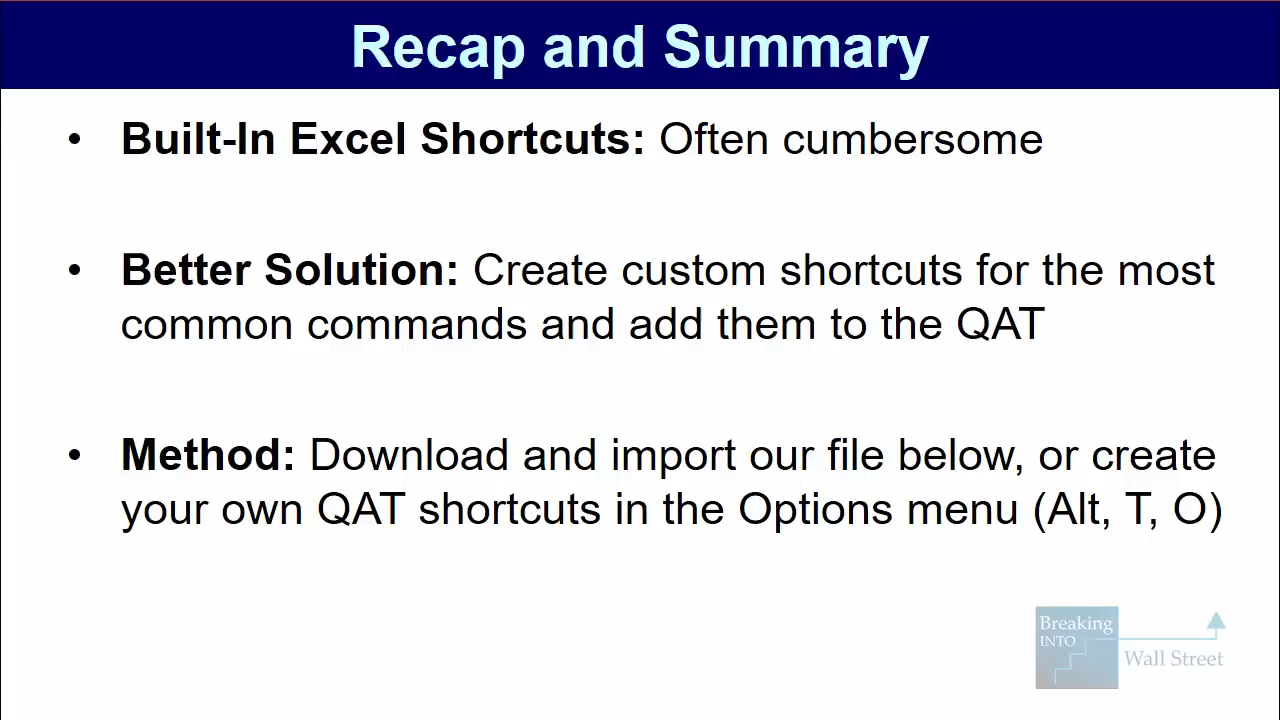 Recap and Summary
• Built-In Excel Shortcuts: Often cumbersome
• Better Solution: Create custom shortcuts for the most
common commands and add them to the QAT
• Method: Download and import our file below, or create
your own QAT shortcuts in the Options menu (Alt, T, O)
Breaking
INTO
Wall Street